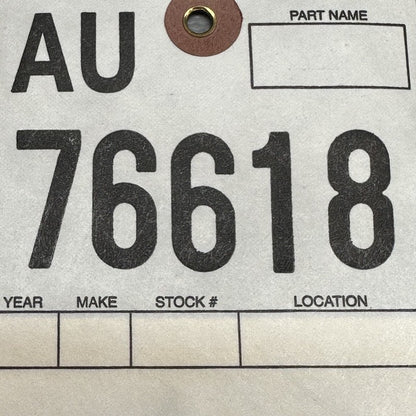 AU PART NAME
76618
YEAR MAKE STOCK # LOCATION